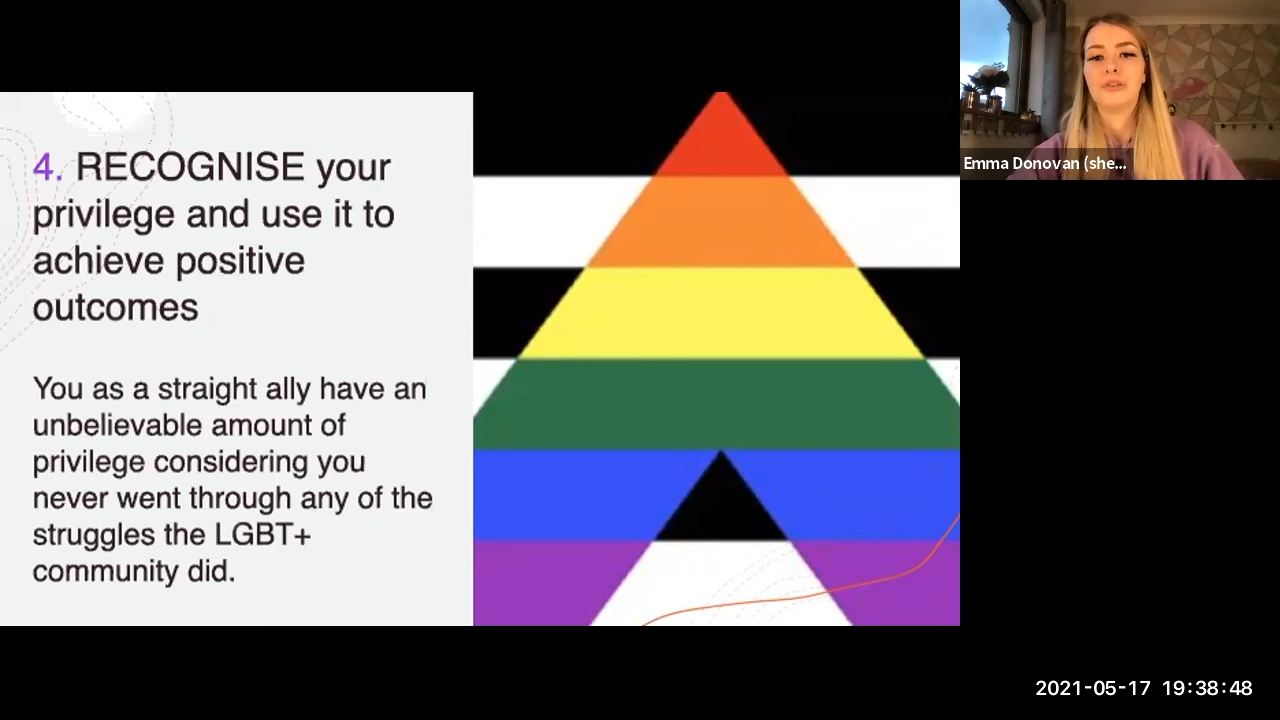 4. RECOGNISE your
privilege and use it to
achieve positive
outcomes
You as a straight ally have an
unbelievable amount of
privilege considering you
never went through any of the
struggles the LGBT+
community did.
Emma Donovan (she...
2021-05-17 19:38:48